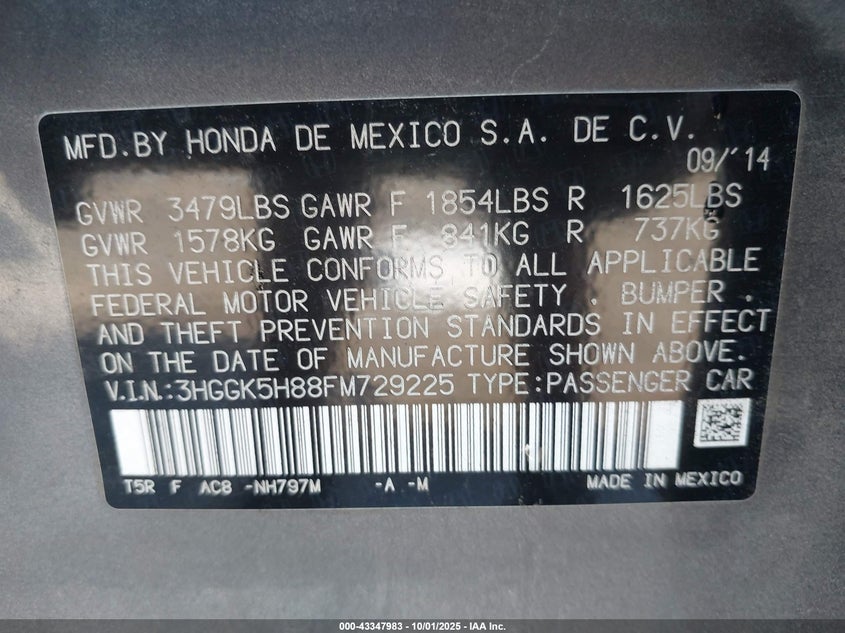 MFD.BY HONDA DE MEXICO S.A. DE C.V.
09/'14
GVWR 3479LBS GAWR F 1854LBS R 1625LBS
GVWR 1578KG GAWR F 841KG R 737KG
THIS VEHICLE CONFORMS TO ALL APPLICABLE
FEDERAL MOTOR VEHICLE SAFETY , BUMPER ,
AND THEFT PREVENTION STANDARDS IN EFFECT
ON THE DATE OF MANUFACTURE SHOWN ABOVE.
V.I.N.:3HGGK5H88FM729225 TYPE:PASSENGER CAR
T5R F AC8 -NH797M -A -M MADE IN MEXICO
000-43347983 - 10/01/2025 - IAA Inc.